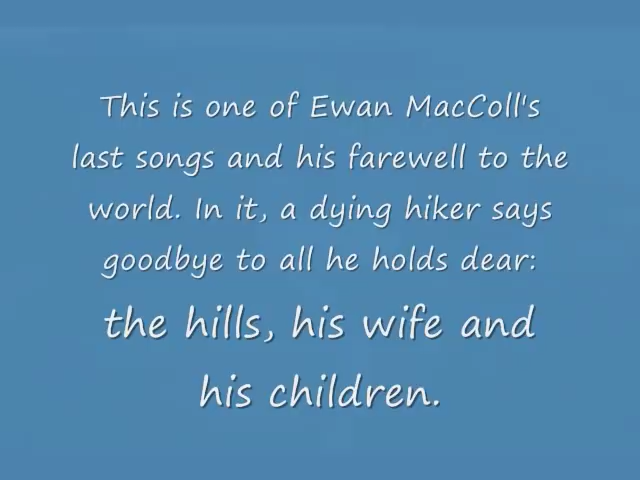 This is one of Ewan MacColl's
last songs and his farewell to the
world. In it, a dying hiker says
goodbye to all he holds dear:
the hills, his wife and
his children.